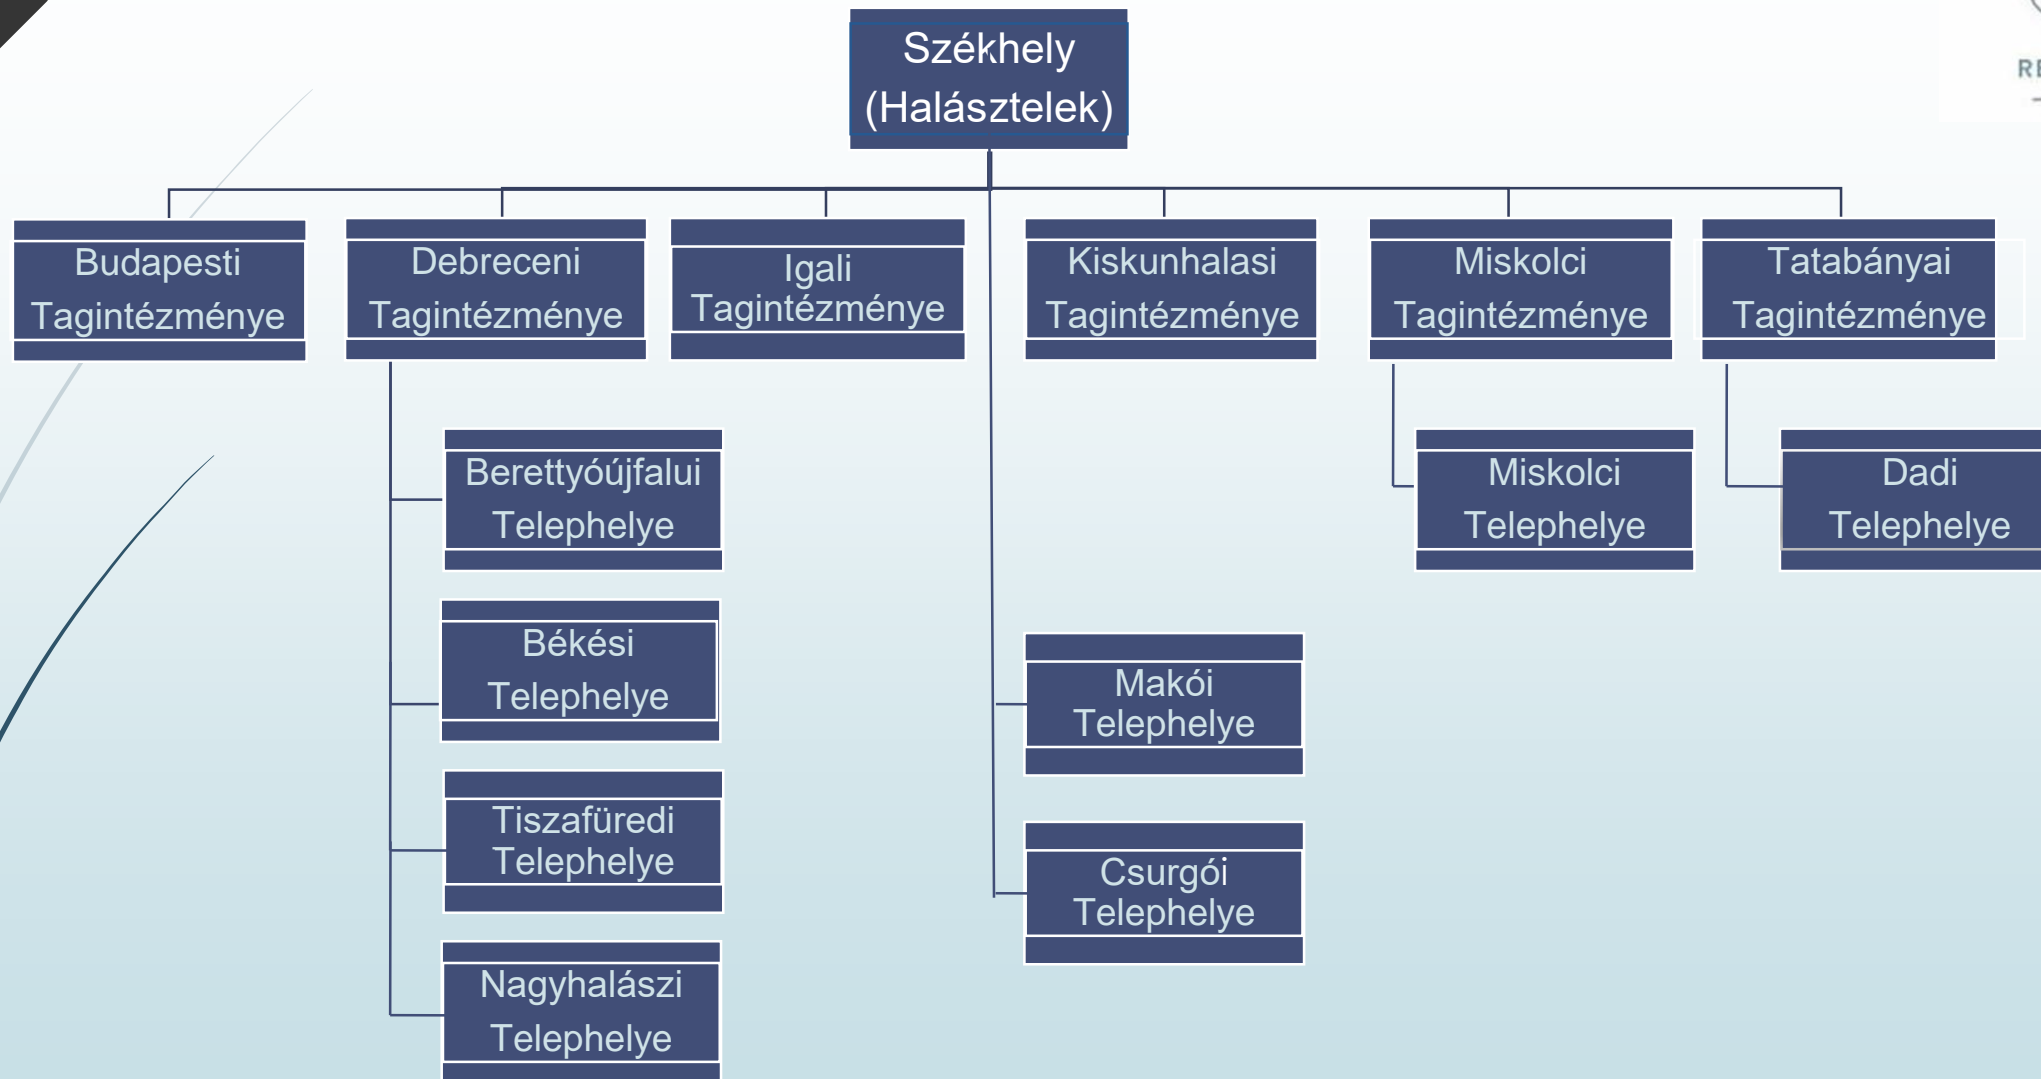 Székhely
(Halásztelek)
Budapesti
Tagintézménye
Debreceni
Tagintézménye
Igali
Tagintézménye
Kiskunhalasi
Tagintézménye
Miskolci
Tagintézménye
Tatabányai
Tagintézménye
Berettyóújfalui
Telephelye
Miskolci
Telephelye
Dadi
Telephelye
Békési
Telephelye
Makói
Telephelye
Tiszafüredi
Telephelye
Csurgói
Telephelye
Nagyhalászi
Telephelye